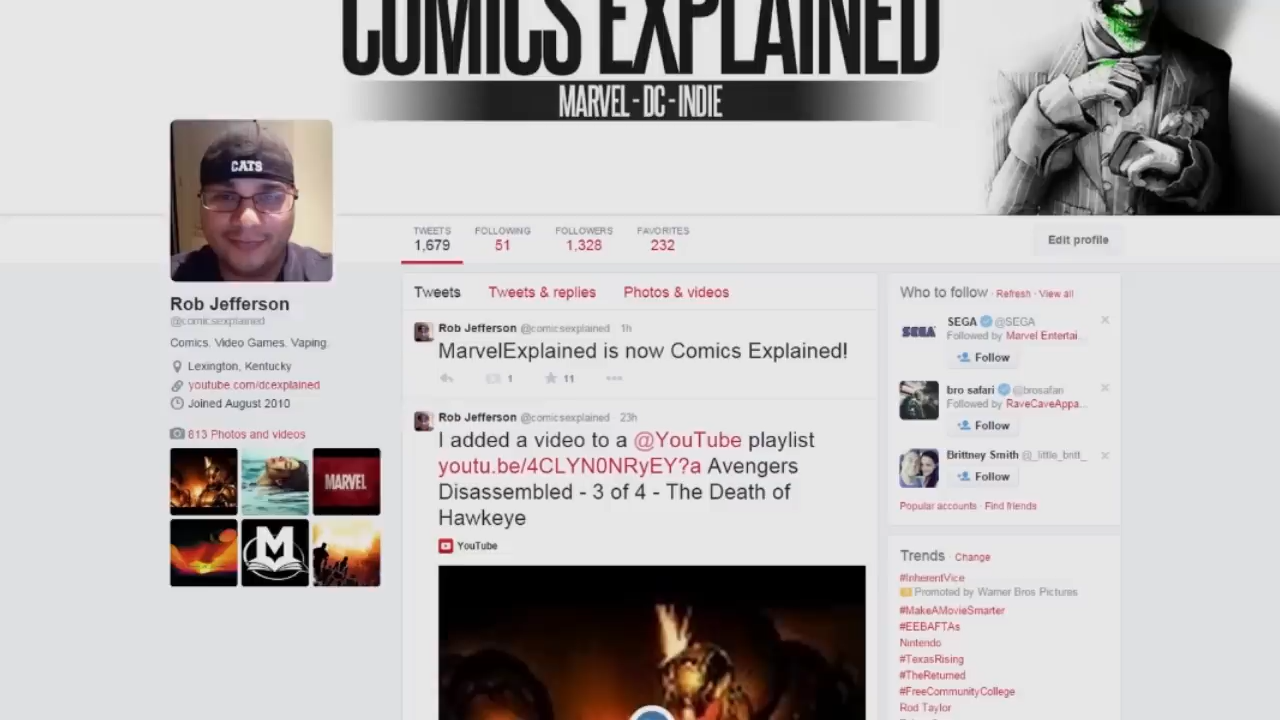 COMICS EXPLAINED
MARVEL - DC - INDIE
CATS
TWEETS
1,679
FOLLOWING
51
FOLLOWERS
1,328
FAVORITES
232
Edit profile
Rob Jefferson
@comicsexplained
Comics. Video Games. Vaping.
Lexington, Kentucky
youtube.com/dcexplained
Joined August 2010
813 Photos and videos
MARVEL
M
Tweets
Tweets & replies
Photos & videos
Rob Jefferson @comicsexplained 1h
MarvelExplained is now Comics Explained!
1
11
Rob Jefferson @comicsexplained 23h
I added a video to a @YouTube playlist
youtu.be/4CLYN0NRyEY?a Avengers
Disassembled - 3 of 4 - The Death of
Hawkeye
YouTube
Who to follow · Refresh · View all
SEGA
SEGA @SEGA
Followed by Marvel Entertai...
Follow
bro safari @brosafari
Followed by RaveCaveAppa...
Follow
Brittney Smith @_little_britt_
Follow
Popular accounts · Find friends
Trends · Change
#InherentVice
Promoted by Warner Bros Pictures
#MakeAMovieSmarter
#EEBAFTAs
Nintendo
#TexasRising
#TheReturned
#FreeCommunityCollege
Rod Taylor